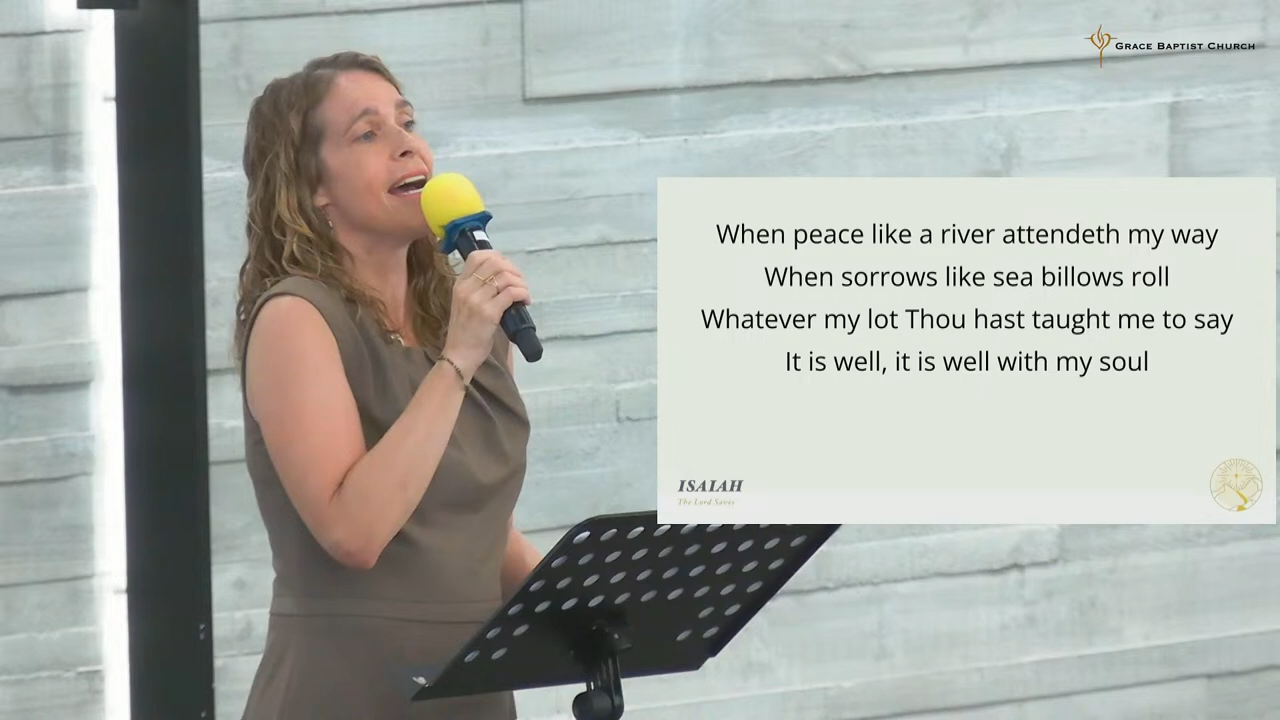 GRACE BAPTIST CHURCH
When peace like a river attendeth my way
When sorrows like sea billows roll
Whatever my lot Thou hast taught me to say
It is well, it is well with my soul
ISAIAH
The Lord Saves